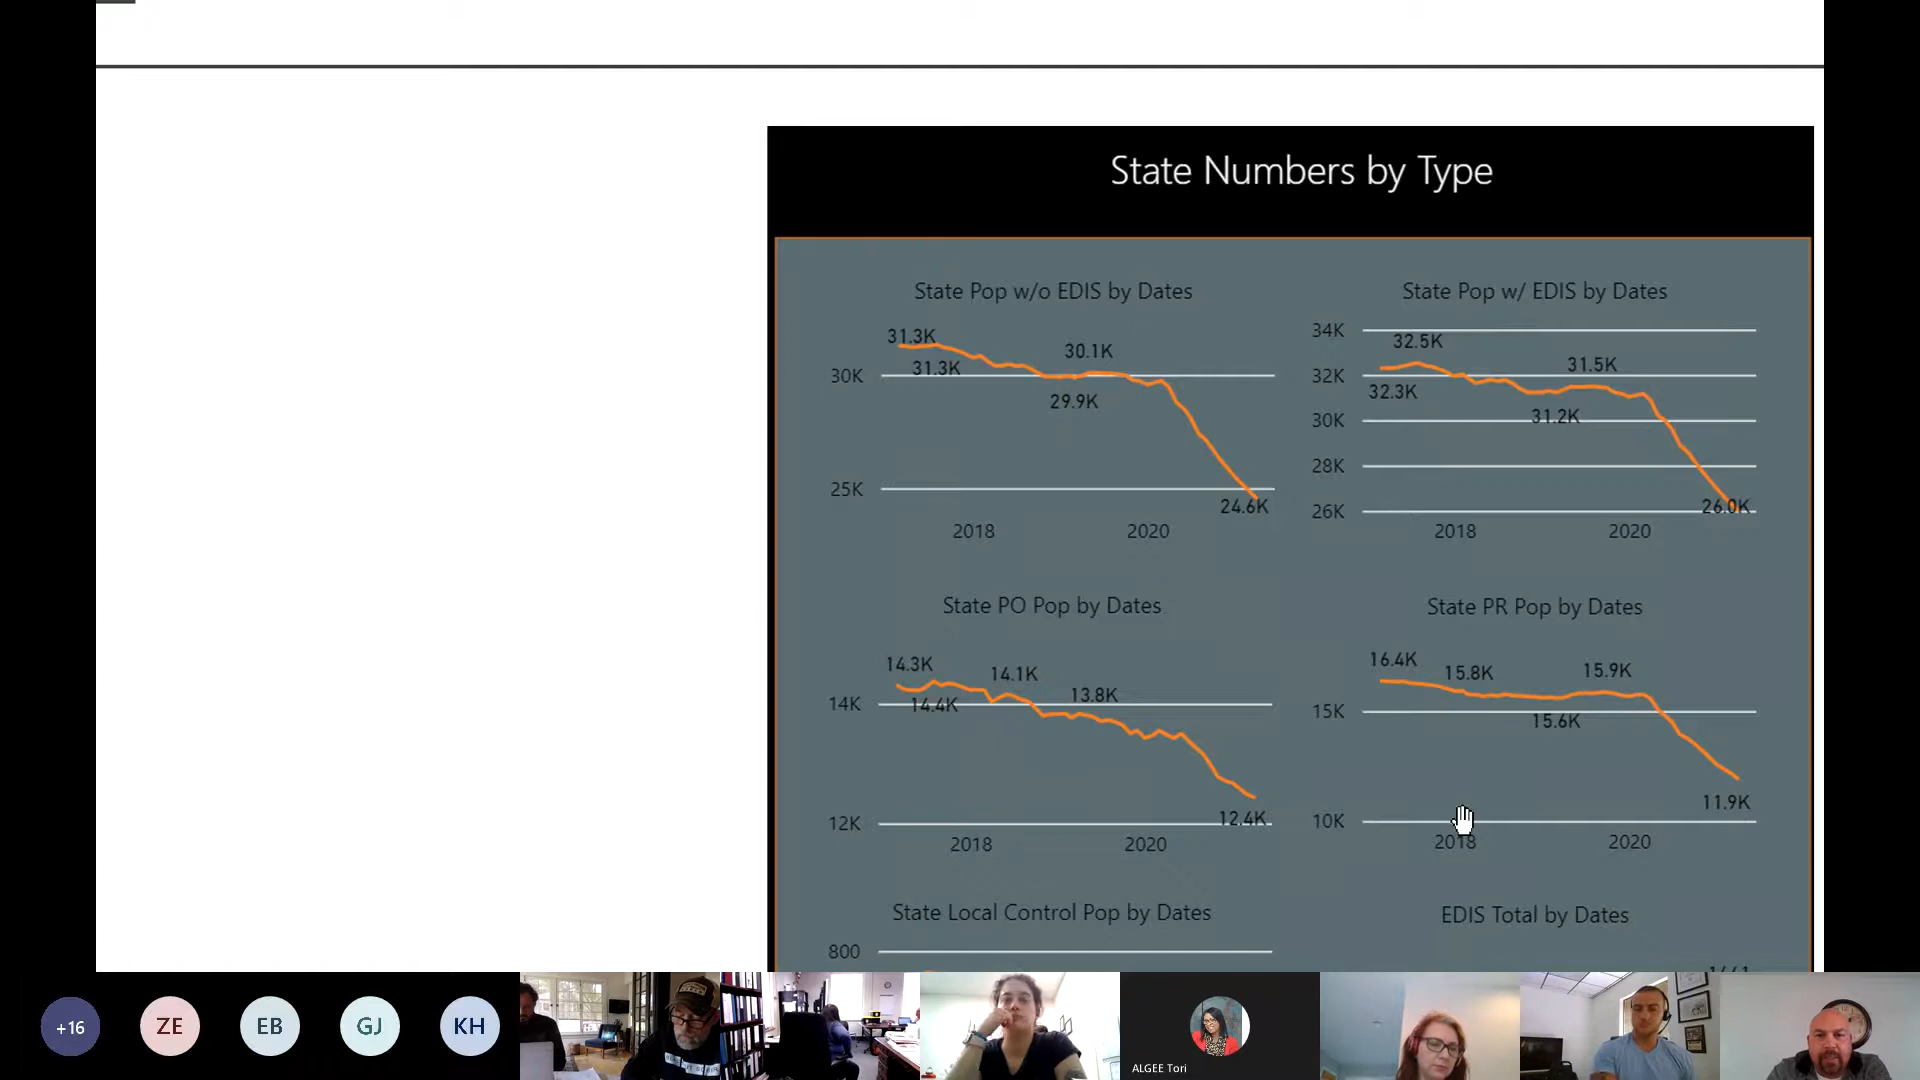 State Numbers by Type
State Pop w/o EDIS by Dates
31.3K
31.3K
30.1K
29.9K
24.6K
30K
25K
2018 2020
State Pop w/ EDIS by Dates
34K
32K
30K
28K
26K
32.5K
32.3K
31.5K
31.2K
26.0K
2018 2020
State PO Pop by Dates
14.3K
14.4K
14.1K
13.8K
12.4K
14K
12K
2018 2020
State PR Pop by Dates
16.4K
15.8K
15.9K
15.6K
11.9K
15K
10K
2018 2020
State Local Control Pop by Dates
800
EDIS Total by Dates
+16
ZE
EB
GJ
KH
ALGEE Tori